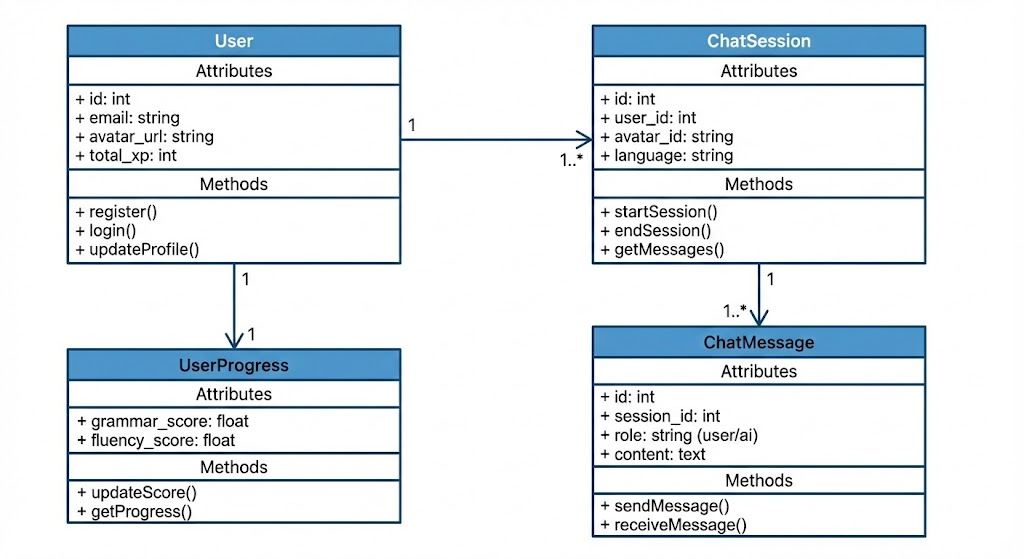 User
Attributes
+ id: int
+ email: string
+ avatar_url: string
+ total_xp: int
Methods
+ register()
+ login()
+ updateProfile()
1
1..*
ChatSession
Attributes
+ id: int
+ user_id: int
+ avatar_id: string
+ language: string
Methods
+ startSession()
+ endSession()
+ getMessages()
1
1
UserProgress
Attributes
+ grammar_score: float
+ fluency_score: float
Methods
+ updateScore()
+ getProgress()
1
1..*
ChatMessage
Attributes
+ id: int
+ session_id: int
+ role: string (user/ai)
+ content: text
Methods
+ sendMessage()
+ receiveMessage()